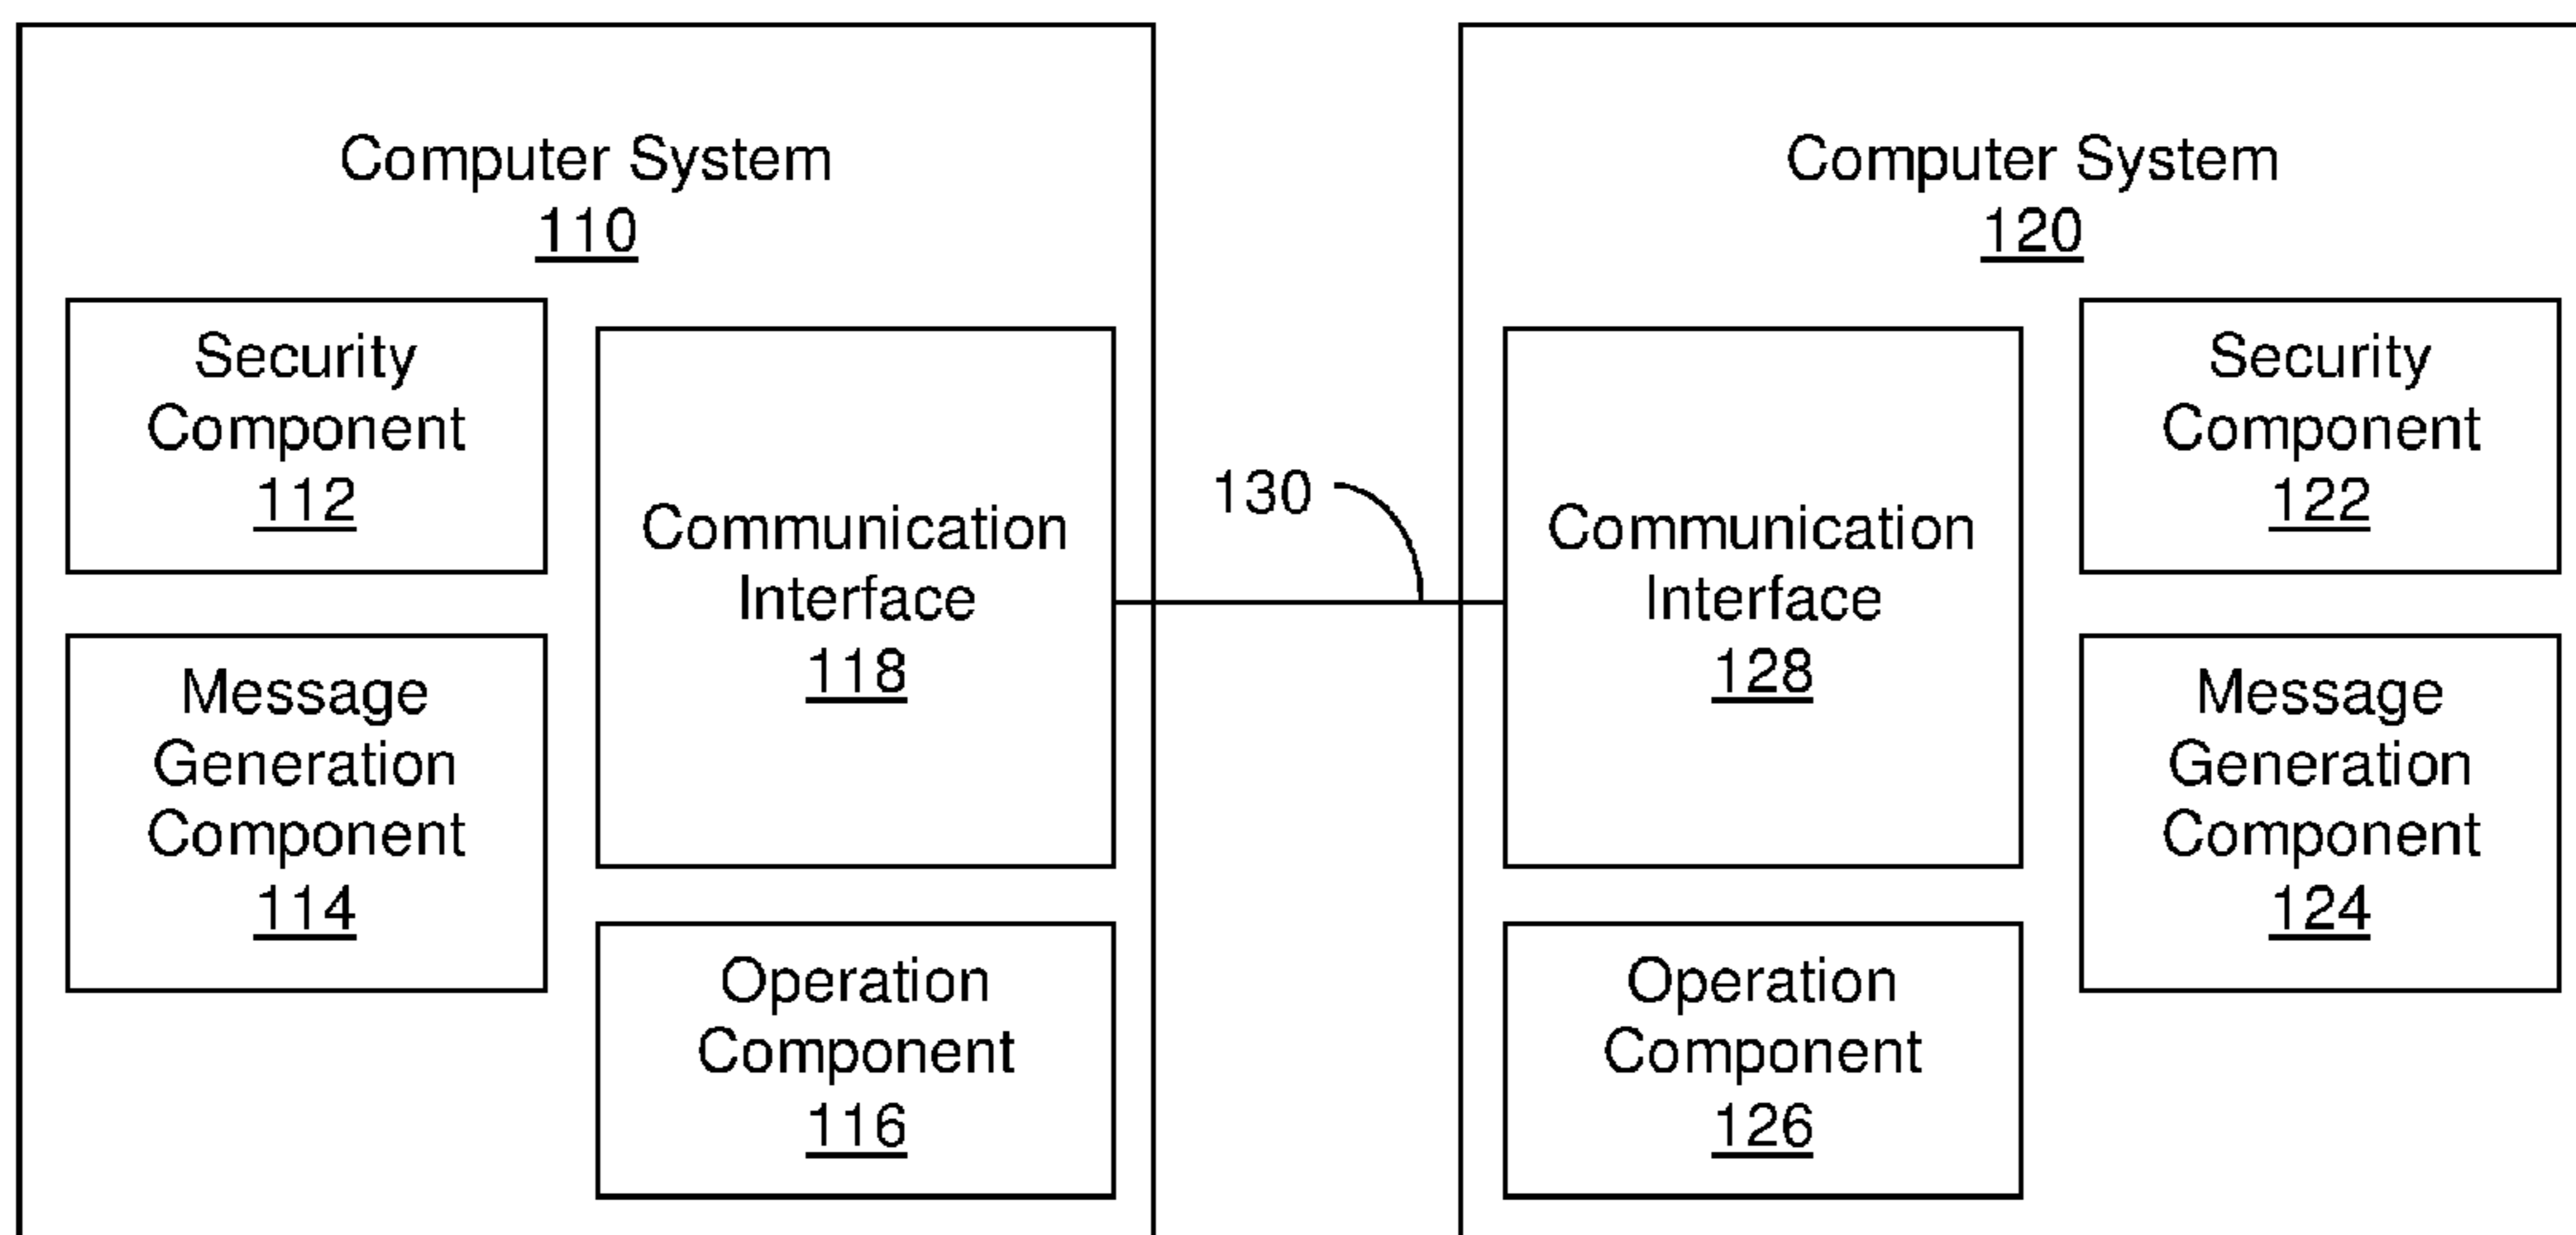 Computer System
110
Security
Component
112
Message
Generation
Component
114
Communication
Interface
118
Operation
Component
116
130
Computer System
120
Communication
Interface
128
Operation
Component
126
Security
Component
122
Message
Generation
Component
124